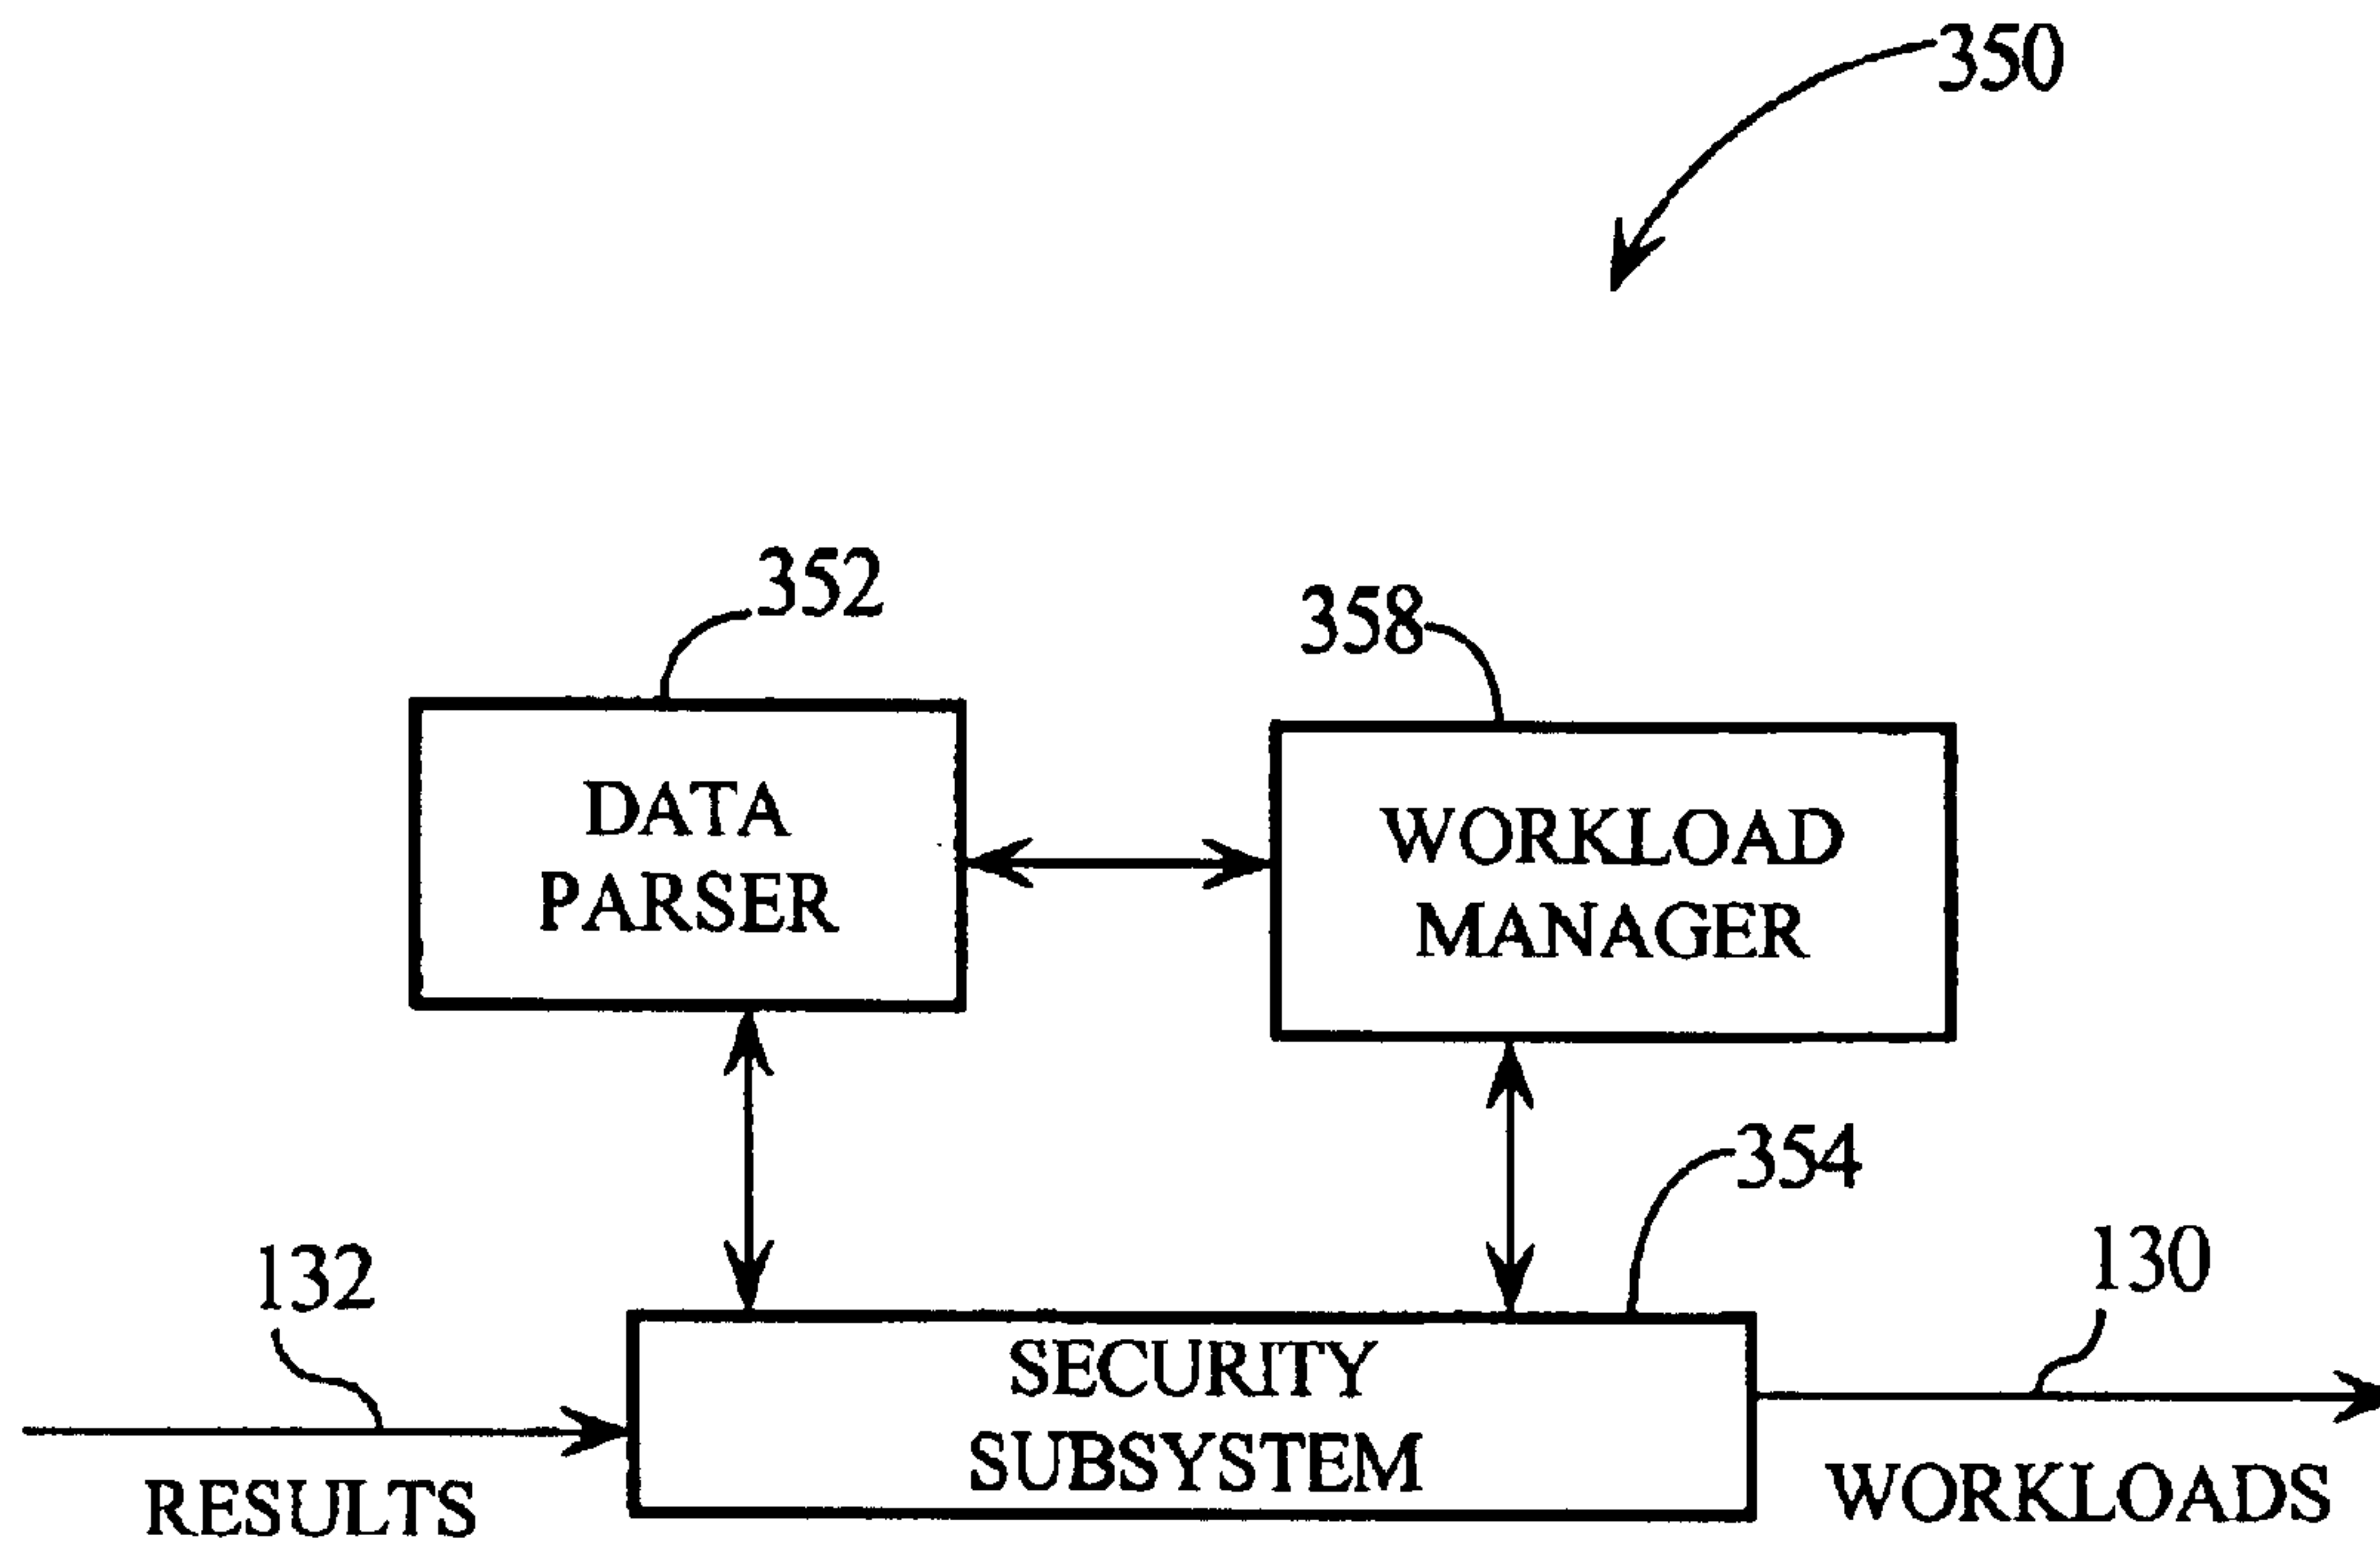 350
352
358
DATA
PARSER
WORKLOAD
MANAGER
354
132
130
SECURITY
SUBSYSTEM
RESULTS
WORKLOADS